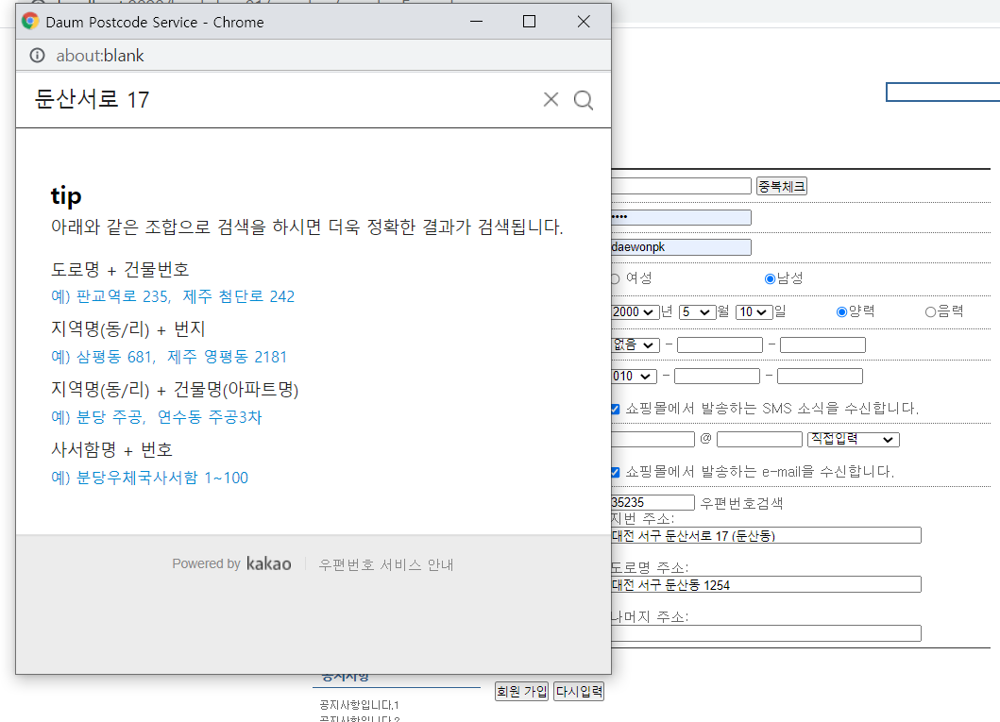 Daum Postcode Service - Chrome
about:blank
둔산서로 17
tip
아래와 같은 조합으로 검색을 하시면 더욱 정확한 결과가 검색됩니다.
도로명 + 건물번호
예) 판교역로 235, 제주 첨단로 242
지역명(동/리) + 번지
예) 삼평동 681, 제주 영평동 2181
지역명(동/리) + 건물명(아파트명)
예) 분당 주공, 연수동 주공3차
사서함명 + 번호
예) 분당우체국사서함 1~100
Powered by kakao
우편번호 서비스 안내
중복체크
••••
daewonpk
여성 남성
2000 년 5 월 10 일 양력 음력
없음 - -
010 - -
쇼핑몰에서 발송하는 SMS 소식을 수신합니다.
@ 직접입력
쇼핑몰에서 발송하는 e-mail을 수신합니다.
35235 우편번호검색
지번 주소:
대전 서구 둔산서로 17 (둔산동)
도로명 주소:
대전 서구 둔산동 1254
나머지 주소:
공지사항
회원 가입 다시입력
공지사항입니다.1
공지사항입니다.2